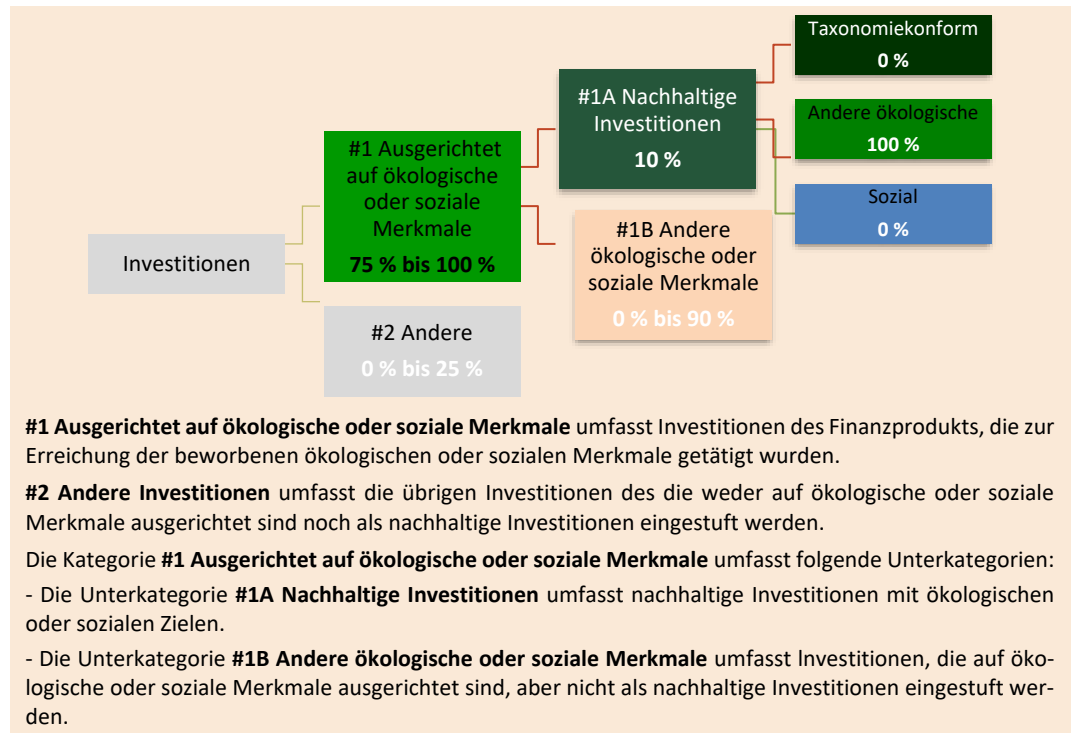 Taxonomiekonform
0 %
#1A Nachhaltige
Investitionen
10 %
Andere ökologische
100 %
#1 Ausgerichtet
auf ökologische
oder soziale
Merkmale
75 % bis 100 %
Sozial
0 %
#1B Andere
ökologische oder
soziale Merkmale
0 % bis 90 %
Investitionen
#2 Andere
0 % bis 25 %
#1 Ausgerichtet auf ökologische oder soziale Merkmale umfasst Investitionen des Finanzprodukts, die zur
Erreichung der beworbenen ökologischen oder sozialen Merkmale getätigt wurden.
#2 Andere Investitionen umfasst die übrigen Investitionen des die weder auf ökologische oder soziale
Merkmale ausgerichtet sind noch als nachhaltige Investitionen eingestuft werden.
Die Kategorie #1 Ausgerichtet auf ökologische oder soziale Merkmale umfasst folgende Unterkategorien:
- Die Unterkategorie #1A Nachhaltige Investitionen umfasst nachhaltige Investitionen mit ökologischen
oder sozialen Zielen.
- Die Unterkategorie #1B Andere ökologische oder soziale Merkmale umfasst Investitionen, die auf öko-
logische oder soziale Merkmale ausgerichtet sind, aber nicht als nachhaltige Investitionen eingestuft wer-
den.